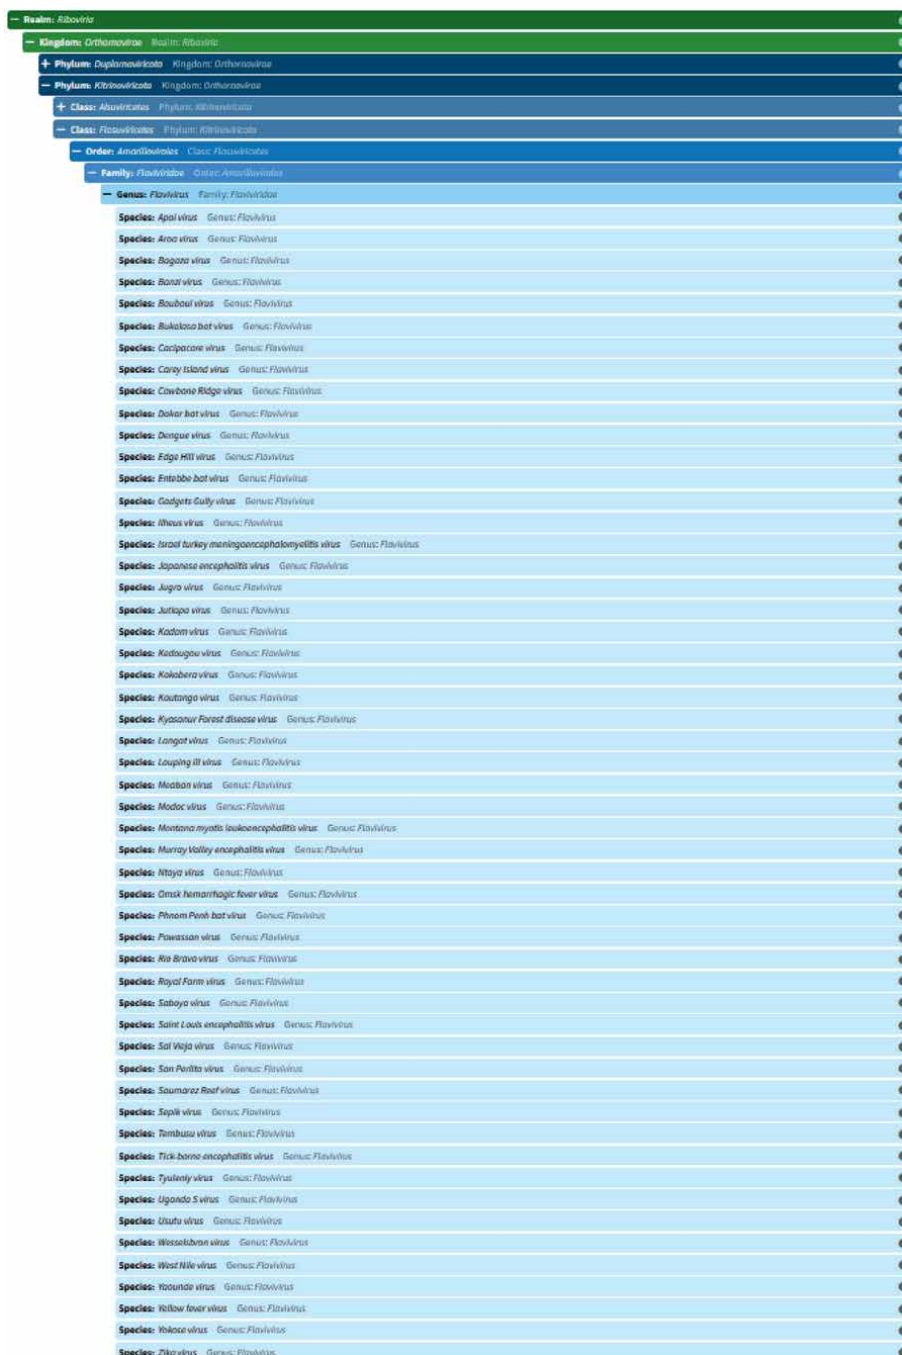 Realm: Riboviria
Kingdom: Orthornavirae Realm: Riboviria
Phylum: Duplornaviricota Kingdom: Orthornavirae
Phylum: Kitrinoviricota Kingdom: Orthornavirae
Class: Alsuviricetes Phylum: Kitrinoviricota
Class: Flasuviricetes Phylum: Kitrinoviricota
Order: Amarillovirales Class: Flasuviricetes
Family: Flaviviridae Order: Amarillovirales
Genus: Flavivirus Family: Flaviviridae
Species: Apoi virus Genus: Flavivirus
Species: Aroa virus Genus: Flavivirus
Species: Bagaza virus Genus: Flavivirus
Species: Banzi virus Genus: Flavivirus
Species: Bouboui virus Genus: Flavivirus
Species: Bukalasa bat virus Genus: Flavivirus
Species: Cacipacore virus Genus: Flavivirus
Species: Carey Island virus Genus: Flavivirus
Species: Cowbone Ridge virus Genus: Flavivirus
Species: Dakar bat virus Genus: Flavivirus
Species: Dengue virus Genus: Flavivirus
Species: Edge Hill virus Genus: Flavivirus
Species: Entebbe bat virus Genus: Flavivirus
Species: Gadgets Gully virus Genus: Flavivirus
Species: Ilheus virus Genus: Flavivirus
Species: Israel turkey meningoencephalomyelitis virus Genus: Flavivirus
Species: Japanese encephalitis virus Genus: Flavivirus
Species: Jugra virus Genus: Flavivirus
Species: Jutiapa virus Genus: Flavivirus
Species: Kadam virus Genus: Flavivirus
Species: Kedougou virus Genus: Flavivirus
Species: Kokobera virus Genus: Flavivirus
Species: Koutango virus Genus: Flavivirus
Species: Kyasanur Forest disease virus Genus: Flavivirus
Species: Langat virus Genus: Flavivirus
Species: Louping ill virus Genus: Flavivirus
Species: Meaban virus Genus: Flavivirus
Species: Modoc virus Genus: Flavivirus
Species: Montana myotis leukoencephalitis virus Genus: Flavivirus
Species: Murray Valley encephalitis virus Genus: Flavivirus
Species: Ntaya virus Genus: Flavivirus
Species: Omsk hemorrhagic fever virus Genus: Flavivirus
Species: Phnom Penh bat virus Genus: Flavivirus
Species: Powassan virus Genus: Flavivirus
Species: Rio Bravo virus Genus: Flavivirus
Species: Royal Farm virus Genus: Flavivirus
Species: Saboya virus Genus: Flavivirus
Species: Saint Louis encephalitis virus Genus: Flavivirus
Species: Sal Vieja virus Genus: Flavivirus
Species: San Perlita virus Genus: Flavivirus
Species: Saumarez Reef virus Genus: Flavivirus
Species: Sepik virus Genus: Flavivirus
Species: Tembusu virus Genus: Flavivirus
Species: Tick-borne encephalitis virus Genus: Flavivirus
Species: Tyuleniy virus Genus: Flavivirus
Species: Uganda S virus Genus: Flavivirus
Species: Usutu virus Genus: Flavivirus
Species: Wesselsbron virus Genus: Flavivirus
Species: West Nile virus Genus: Flavivirus
Species: Yaounde virus Genus: Flavivirus
Species: Yellow fever virus Genus: Flavivirus
Species: Yokose virus Genus: Flavivirus
Species: Zika virus Genus: Flavivirus